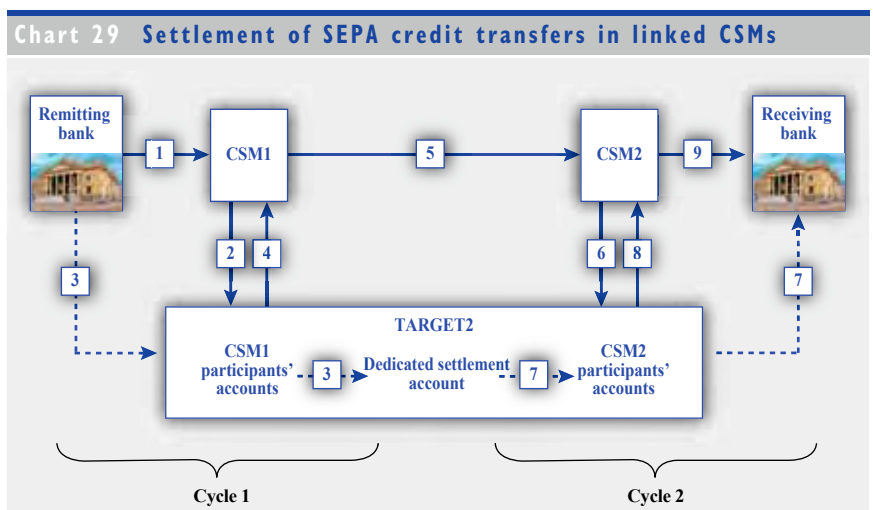 Chart 29 Settlement of SEPA credit transfers in linked CSMs
Remitting
bank
1
CSM1
5
CSM2
9
Receiving
bank
3
2
4
6
8
7
TARGET2
CSM1
participants'
accounts
3
Dedicated settlement
account
7
CSM2
participants'
accounts
Cycle 1
Cycle 2